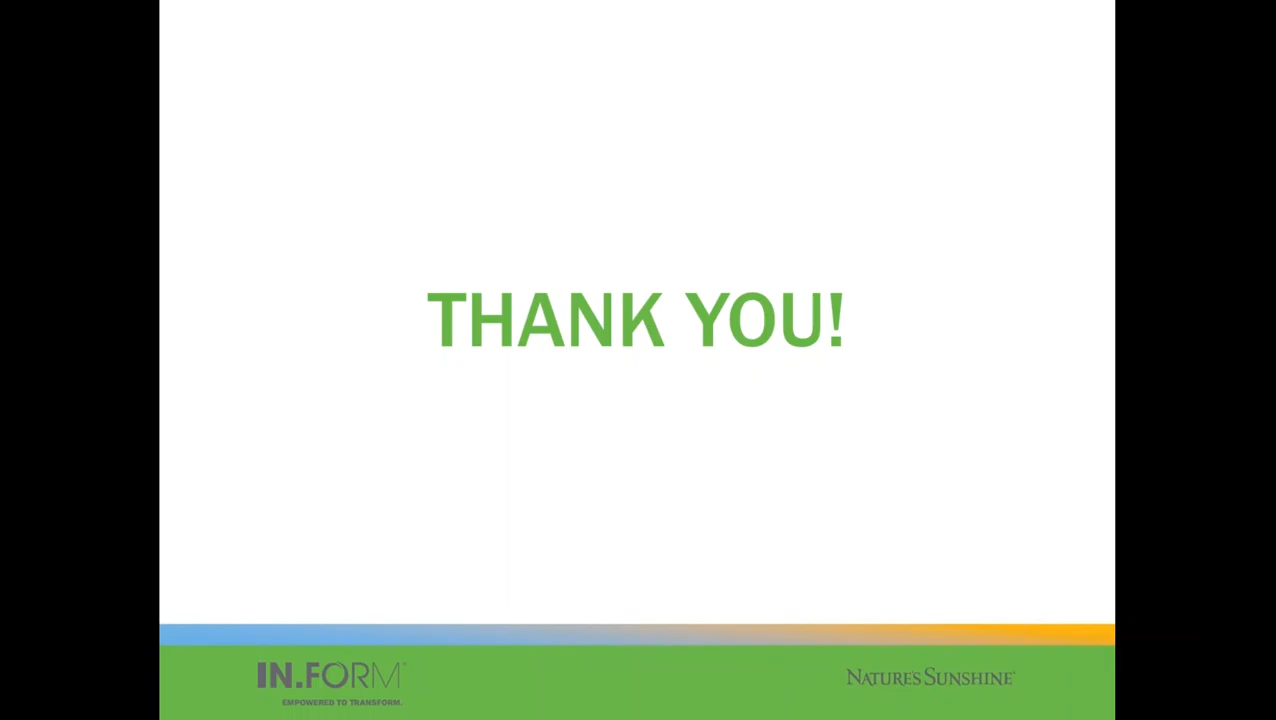 THANK YOU!
IN.FORM®
EMPOWERED TO TRANSFORM.
NATURE'S SUNSHINE®